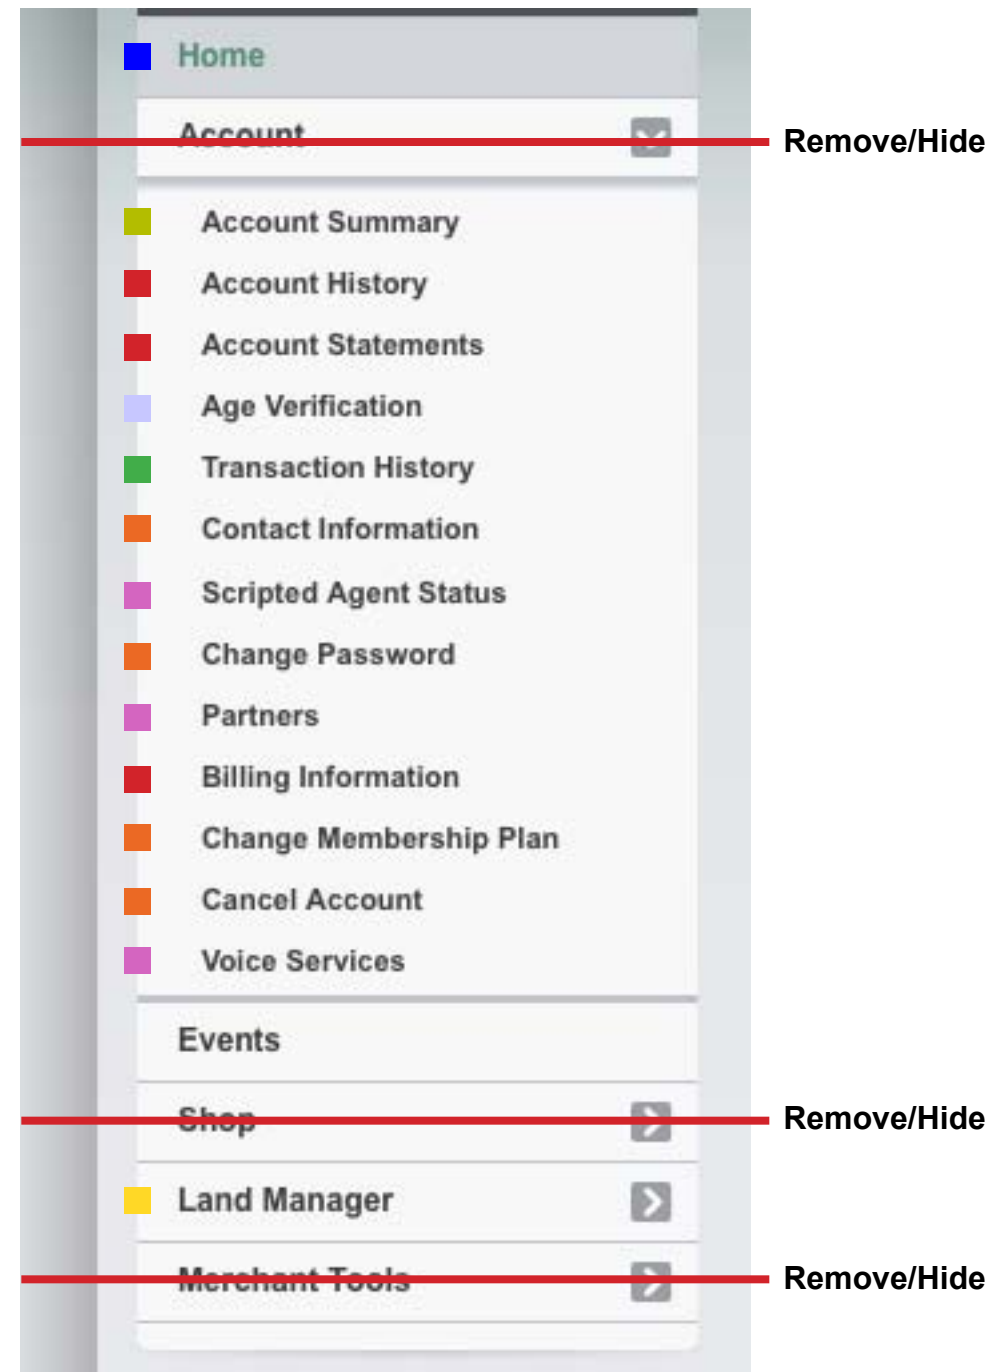 Home
Account
Remove/Hide
Account Summary
Account History
Account Statements
Age Verification
Transaction History
Contact Information
Scripted Agent Status
Change Password
Partners
Billing Information
Change Membership Plan
Cancel Account
Voice Services
Events
Shop
Remove/Hide
Land Manager
Merchant Tools
Remove/Hide